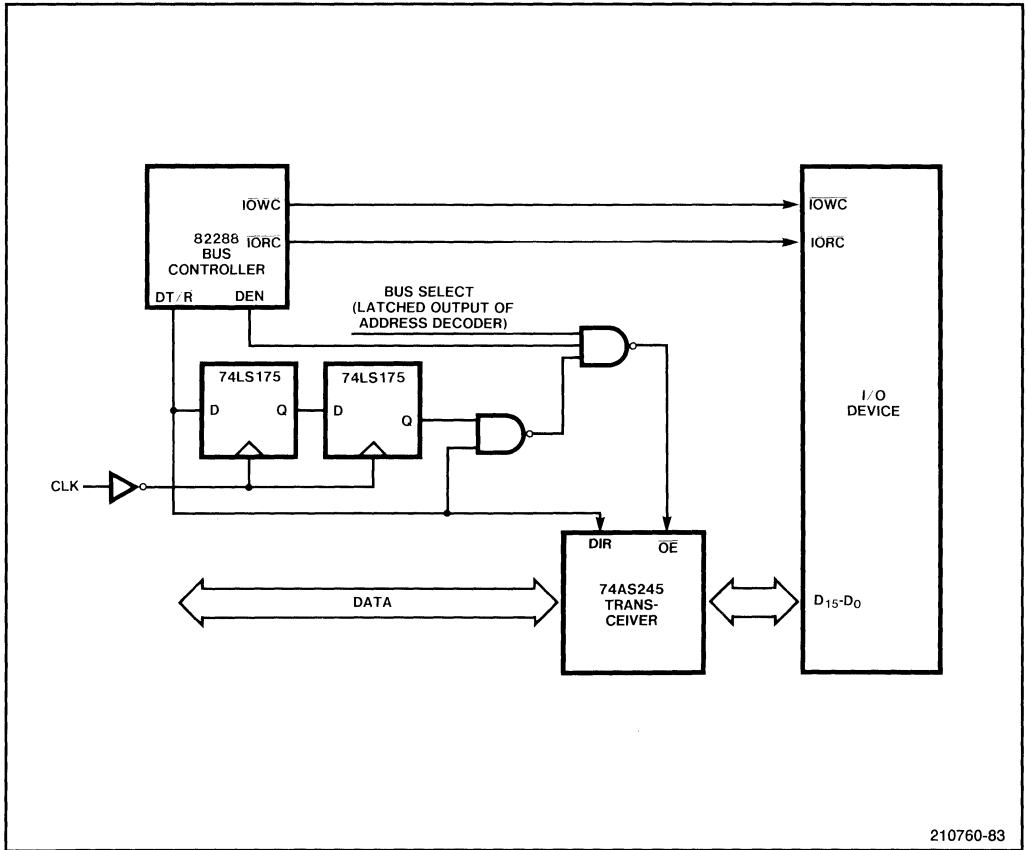 IOWC
82288 IORC
BUS
CONTROLLER
DT/R DEN
IOWC
IORC
I/O
DEVICE
D15-D0
BUS SELECT
(LATCHED OUTPUT OF
ADDRESS DECODER)
74LS175
D Q
74LS175
D Q
CLK
DIR OE
74AS245
TRANS-
CEIVER
DATA
210760-83